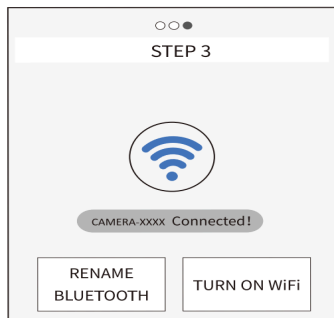 STEP 3
CAMERA-XXXX Connected!
RENAME
BLUETOOTH
TURN ON WiFi